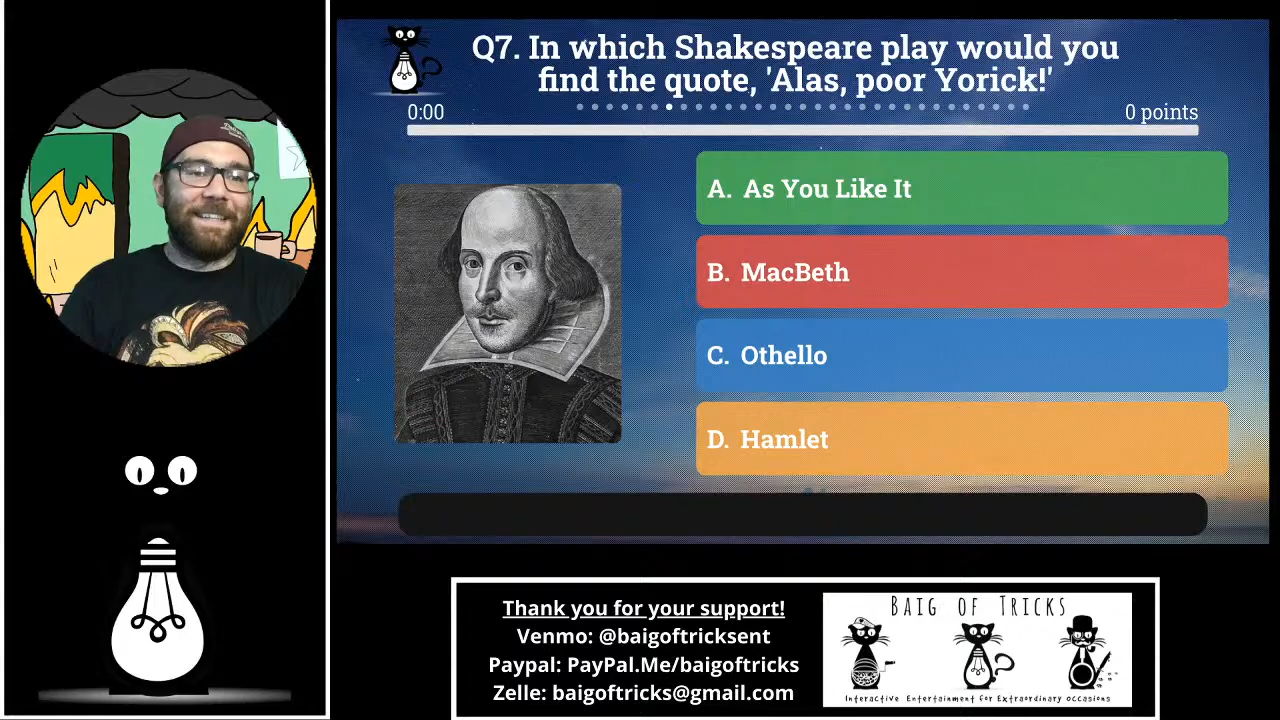 Q7. In which Shakespeare play would you
find the quote, 'Alas, poor Yorick!'
0:00
0 points
A. As You Like It
B. MacBeth
C. Othello
D. Hamlet
Thank you for your support!
Venmo: @baigoftricksent
Paypal: PayPal.Me/baigoftricks
Zelle: baigoftricks@gmail.com
BAIG OF TRICKS
Interactive Entertainment for Extraordinary occasions